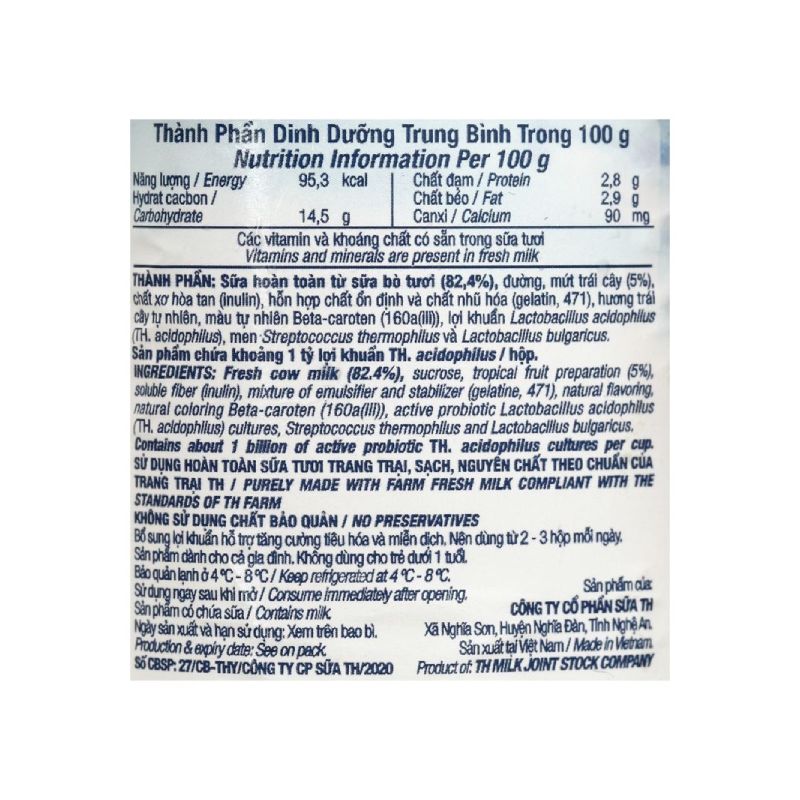 Thành Phần Dinh Dưỡng Trung Bình Trong 100 g
Nutrition Information Per 100 g
Năng lượng / Energy 95,3 kcal
Hydrat cacbon /
Carbohydrate 14,5 g
Chất đạm / Protein 2,8 g
Chất béo / Fat 2,9 g
Canxi / Calcium 90 mg
Các vitamin và khoáng chất có sẵn trong sữa tươi
Vitamins and minerals are present in fresh milk
THÀNH PHẦN: Sữa hoàn toàn từ sữa bò tươi (82,4%), đường, mứt trái cây (5%),
chất xơ hòa tan (inulin), hỗn hợp chất ổn định và chất nhũ hóa (gelatin, 471), hương trái
cây tự nhiên, màu tự nhiên Beta-caroten (160a(iii)), lợi khuẩn Lactobacillus acidophilus
(TH. acidophilus), men Streptococcus thermophilus và Lactobacillus bulgaricus.
Sản phẩm chứa khoảng 1 tỷ lợi khuẩn TH. acidophilus / hộp.
INGREDIENTS: Fresh cow milk (82.4%), sucrose, tropical fruit preparation (5%),
soluble fiber (inulin), mixture of emulsifier and stabilizer (gelatine, 471), natural flavoring,
natural coloring Beta-caroten (160a(iii)), active probiotic Lactobacillus acidophilus
(TH. acidophilus) cultures, Streptococcus thermophilus and Lactobacillus bulgaricus.
Contains about 1 billion of active probiotic TH. acidophilus cultures per cup.
SỬ DỤNG HOÀN TOÀN SỮA TƯƠI TRANG TRẠI, SẠCH, NGUYÊN CHẤT THEO CHUẨN CỦA
TRANG TRẠI TH / PURELY MADE WITH FARM FRESH MILK COMPLIANT WITH THE
STANDARDS OF TH FARM
KHÔNG SỬ DỤNG CHẤT BẢO QUẢN / NO PRESERVATIVES
Bổ sung lợi khuẩn hỗ trợ tăng cường tiêu hóa và miễn dịch. Nên dùng từ 2 - 3 hộp mỗi ngày.
Sản phẩm dành cho cả gia đình. Không dùng cho trẻ dưới 1 tuổi.
Bảo quản lạnh ở 4°C - 8°C / Keep refrigerated at 4°C - 8°C.
Sử dụng ngay sau khi mở / Consume immediately after opening.
Sản phẩm có chứa sữa / Contains milk.
Ngày sản xuất và hạn sử dụng: Xem trên bao bì.
Production & expiry date: See on pack.
Số CBSP: 27/CB-THY/CÔNG TY CP SỮA TH/2020
Sản phẩm của:
CÔNG TY CỔ PHẦN SỮA TH
Xã Nghĩa Sơn, Huyện Nghĩa Đàn, Tỉnh Nghệ An.
Sản xuất tại Việt Nam / Made in Vietnam.
Product of: TH MILK JOINT STOCK COMPANY